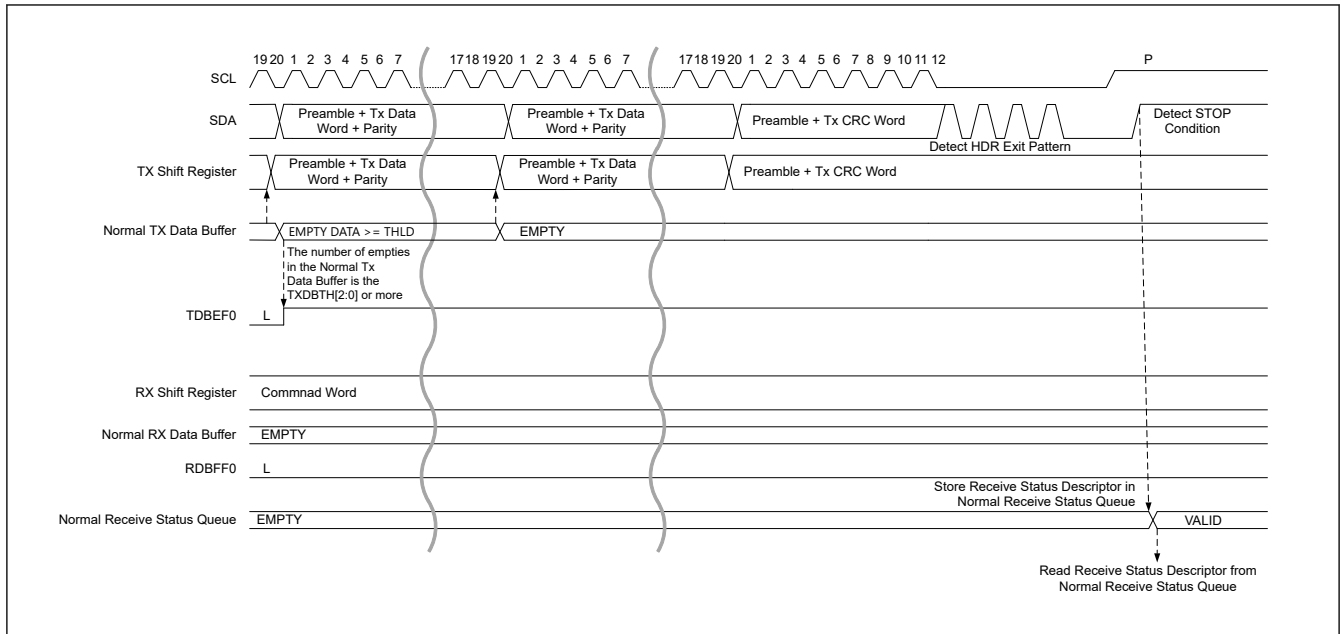 19 20 1 2 3 4 5 6 7 17 18 19 20 1 2 3 4 5 6 7 17 18 19 20 1 2 3 4 5 6 7 8 9 10 11 12 P
SCL
SDA
Preamble + Tx Data
Word + Parity
Preamble + Tx Data
Word + Parity
Preamble + Tx CRC Word
Detect HDR Exit Pattern
Detect STOP
Condition
TX Shift Register
Preamble + Tx Data
Word + Parity
Preamble + Tx Data
Word + Parity
Preamble + Tx CRC Word
Normal TX Data Buffer
EMPTY DATA >= THLD
EMPTY
The number of empties
in the Normal Tx
Data Buffer is the
TXDBTH[2:0] or more
TDBEF0
L
RX Shift Register
Commnad Word
Normal RX Data Buffer
EMPTY
RDBFF0
L
Store Receive Status Descriptor in
Normal Receive Status Queue
Normal Receive Status Queue
EMPTY
VALID
Read Receive Status Descriptor from
Normal Receive Status Queue